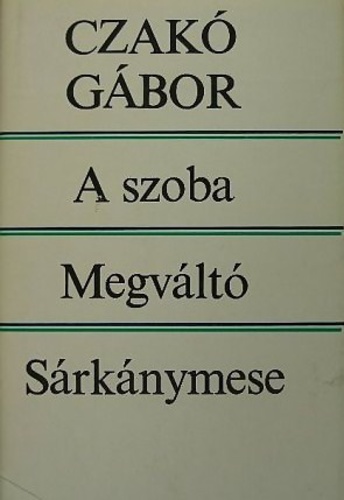 CZAKÓ
GÁBOR
A szoba
Megváltó
Sárkánymese